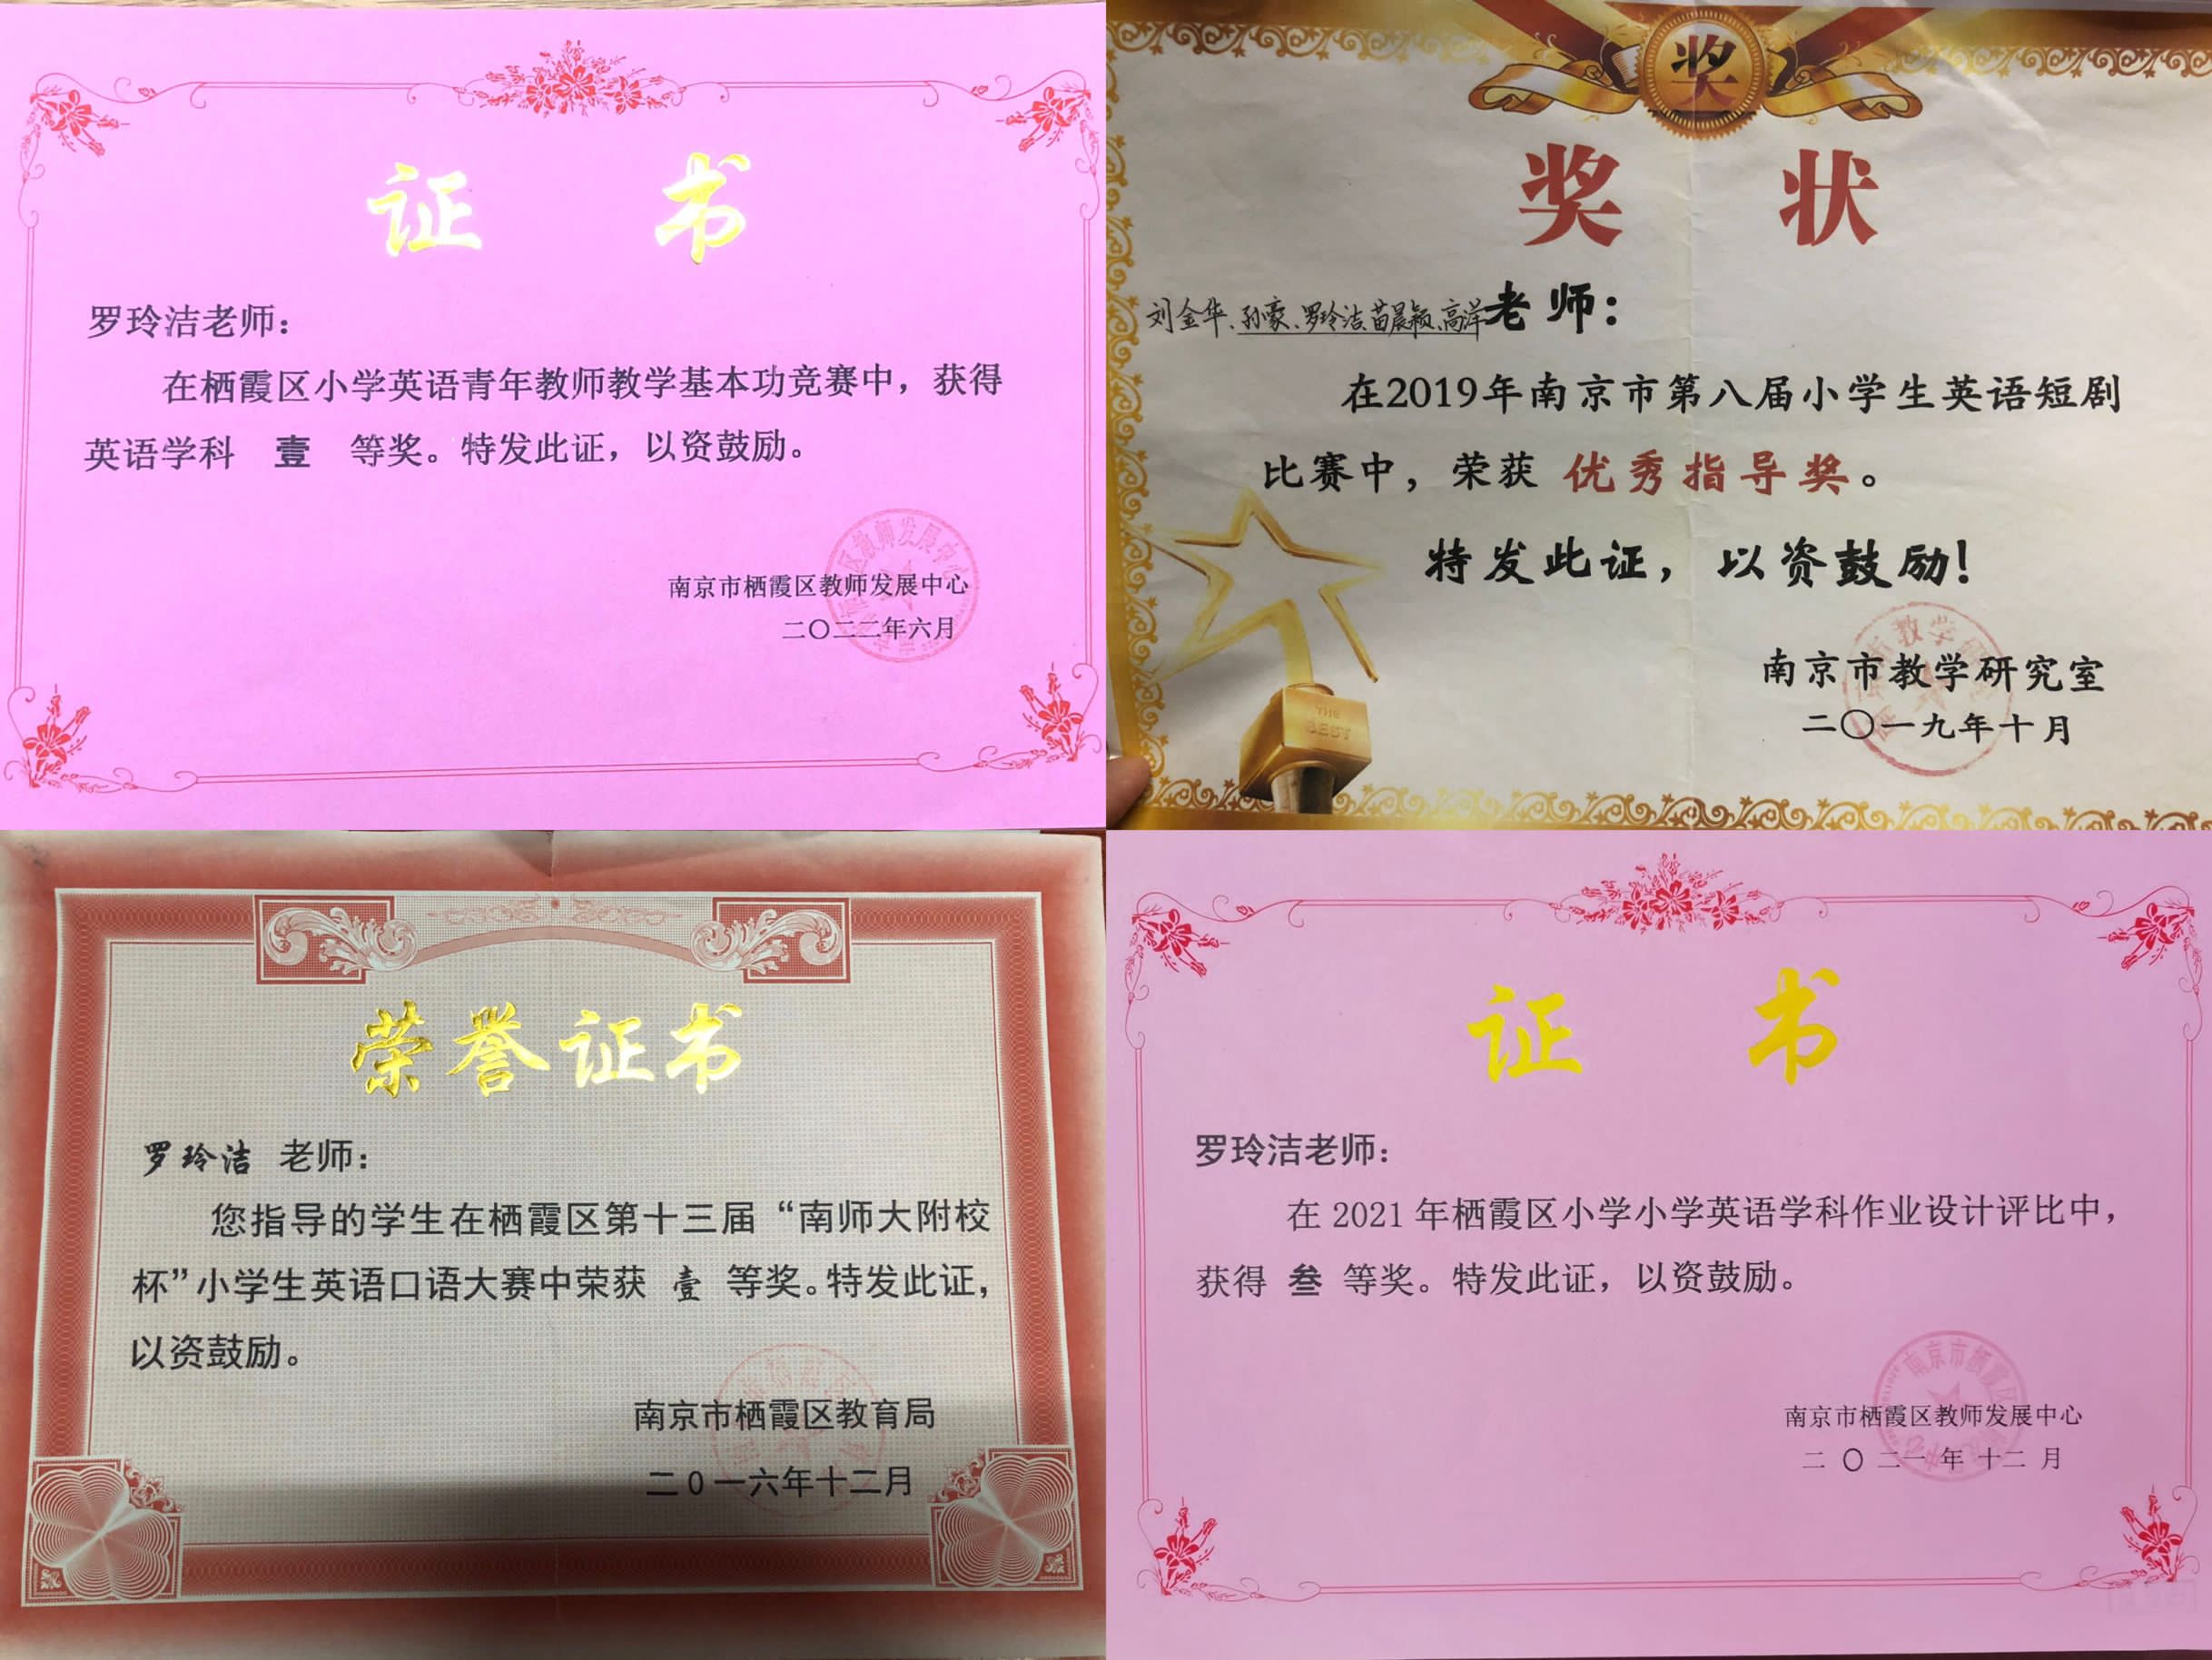 证 书
罗玲洁老师：
在栖霞区小学英语青年教师教学基本功竞赛中，获得
英语学科 壹 等奖。特发此证，以资鼓励。
南京市栖霞区教师发展中心
二〇二二年六月
奖
奖 状
刘金华、孙豪、罗玲洁、苗晨颖、高洋老师：
在2019年南京市第八届小学生英语短剧
比赛中，荣获 优秀指导奖。
特发此证，以资鼓励！
THE
BEST
南京市教学研究室
二〇一九年十月
荣誉证书
罗玲洁 老师：
您指导的学生在栖霞区第十三届“南师大附校
杯”小学生英语口语大赛中荣获 壹 等奖。特发此证，
以资鼓励。
南京市栖霞区教育局
二0一六年十二月
证 书
罗玲洁老师：
在 2021 年栖霞区小学小学英语学科作业设计评比中，
获得 叁 等奖。特发此证，以资鼓励。
南京市栖霞区教师发展中心
二 〇 二一 年 十二 月